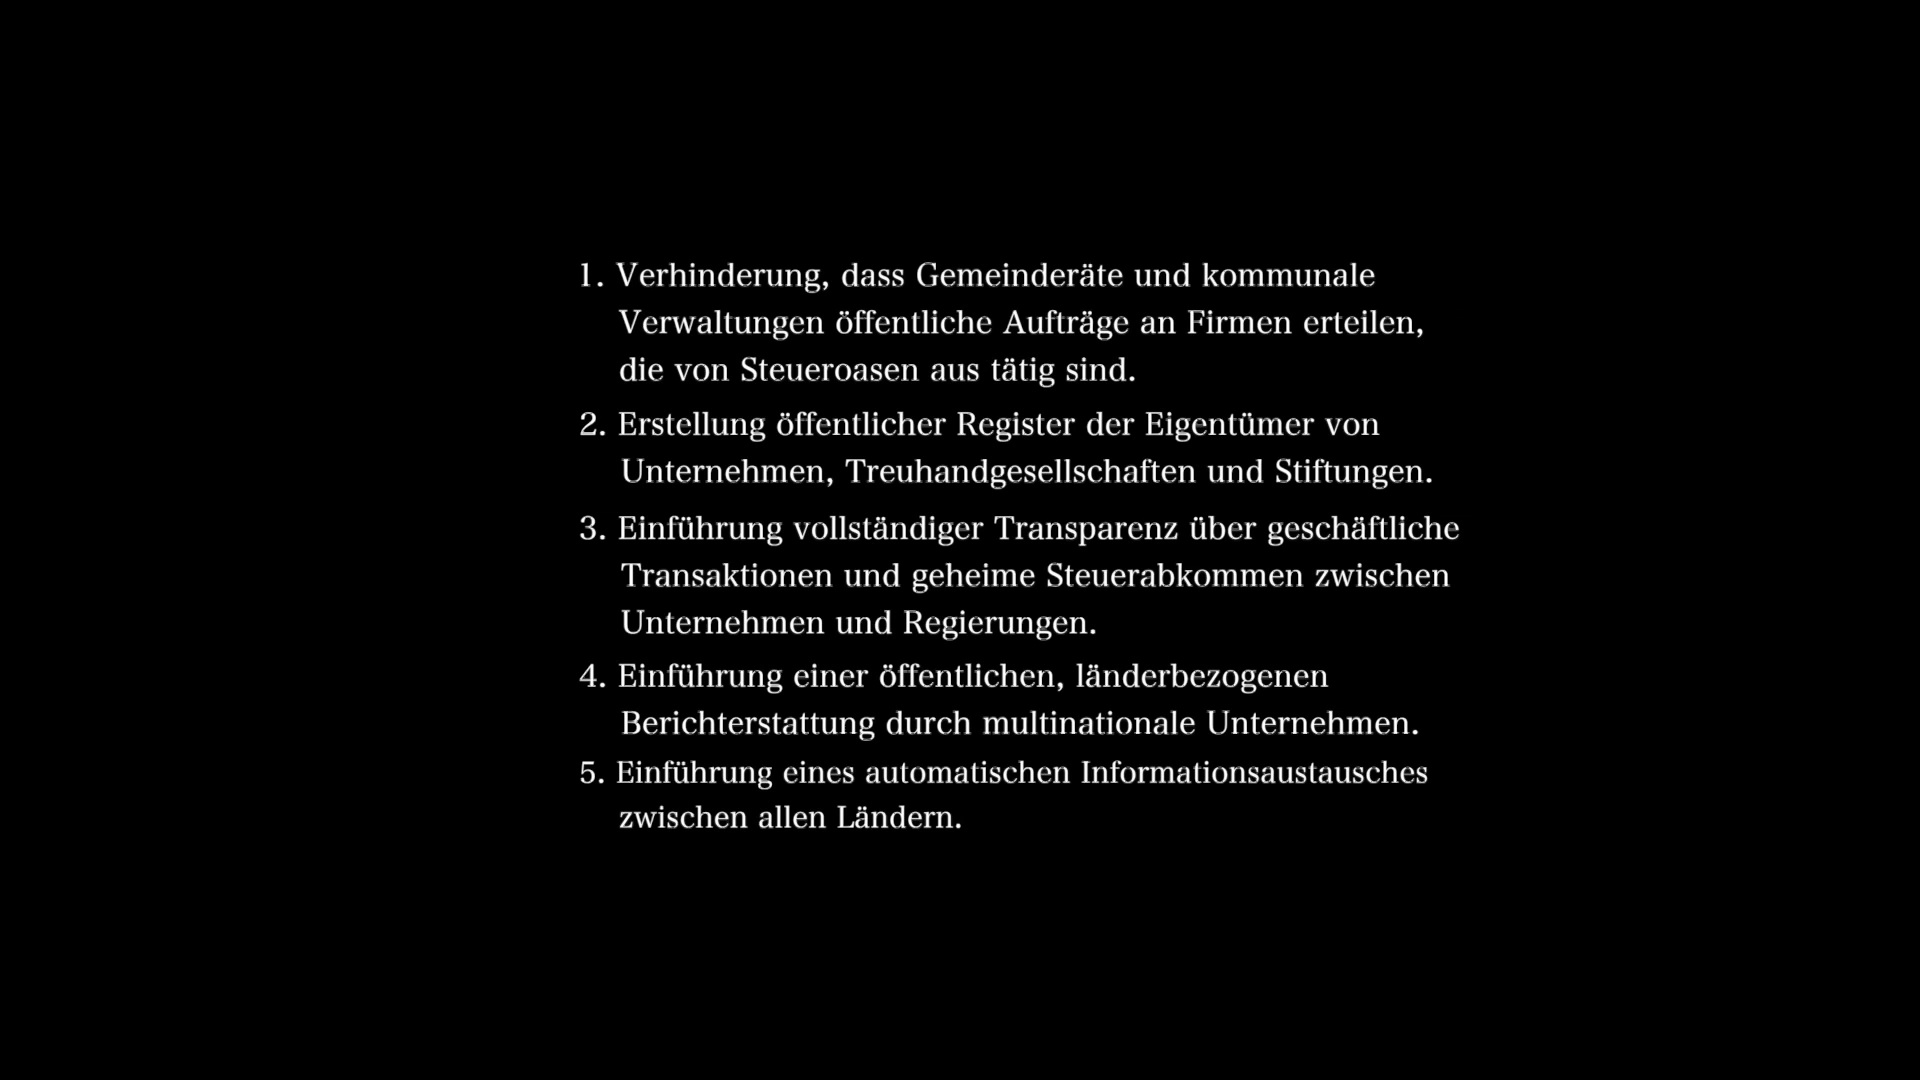 1. Verhinderung, dass Gemeinderäte und kommunale
Verwaltungen öffentliche Aufträge an Firmen erteilen,
die von Steueroasen aus tätig sind.
2. Erstellung öffentlicher Register der Eigentümer von
Unternehmen, Treuhandgesellschaften und Stiftungen.
3. Einführung vollständiger Transparenz über geschäftliche
Transaktionen und geheime Steuerabkommen zwischen
Unternehmen und Regierungen.
4. Einführung einer öffentlichen, länderbezogenen
Berichterstattung durch multinationale Unternehmen.
5. Einführung eines automatischen Informationsaustausches
zwischen allen Ländern.